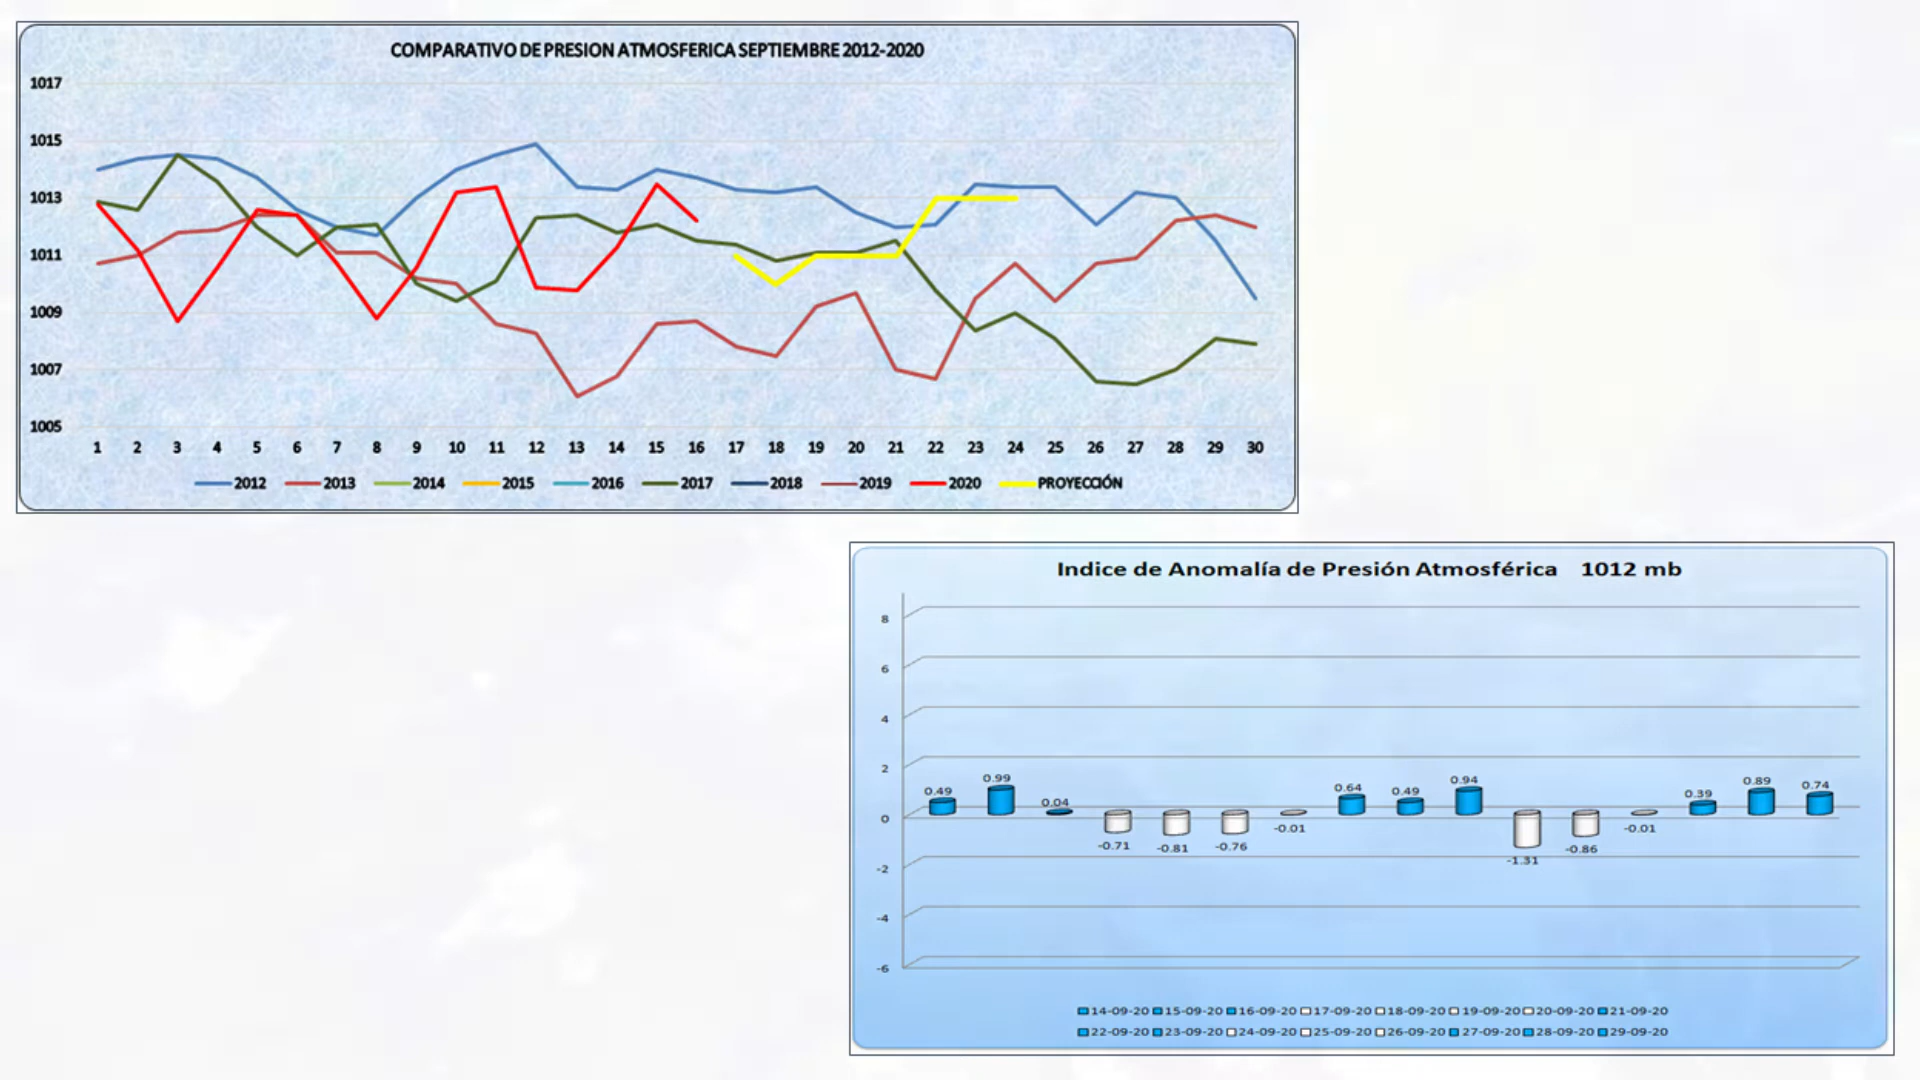 COMPARATIVO DE PRESION ATMOSFERICA SEPTIEMBRE 2012-2020
1017
1015
1013
1011
1009
1007
1005
1 2 3 4 5 6 7 8 9 10 11 12 13 14 15 16 17 18 19 20 21 22 23 24 25 26 27 28 29 30
2012 2013 2014 2015 2016 2017 2018 2019 2020 PROYECCIÓN
Indice de Anomalía de Presión Atmosférica 1012 mb
8
6
4
2
0
-2
-4
-6
0.49 0.99 0.04 -0.71 -0.81 -0.76 -0.01 0.64 0.49 0.94 -1.31 -0.86 -0.01 0.39 0.89 0.74
14-09-20 15-09-20 16-09-20 17-09-20 18-09-20 19-09-20 20-09-20 21-09-20
22-09-20 23-09-20 24-09-20 25-09-20 26-09-20 27-09-20 28-09-20 29-09-20